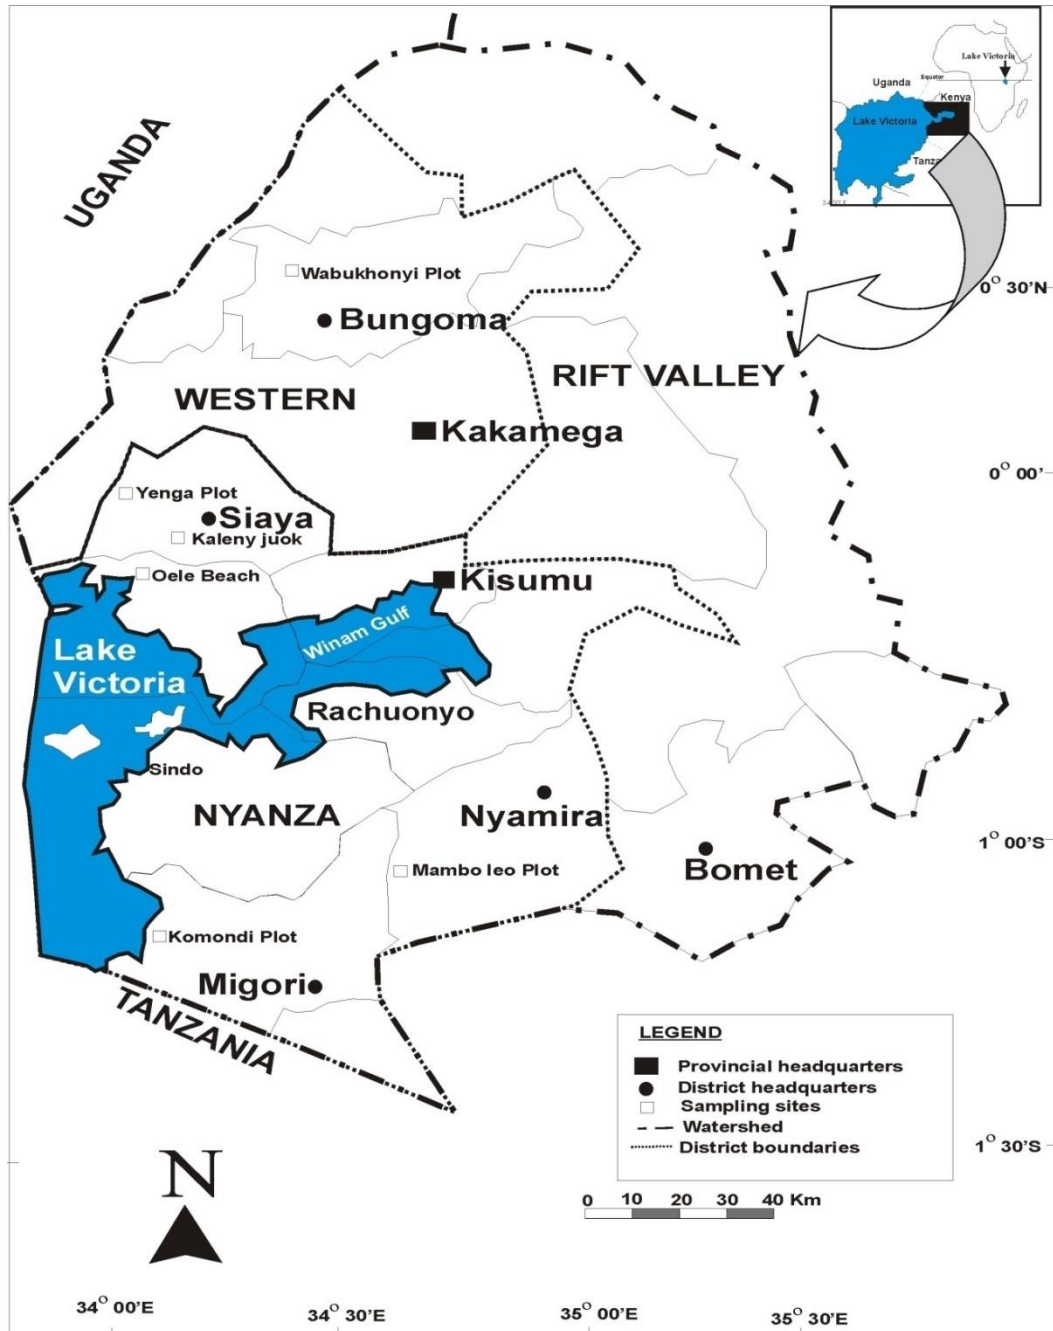 Lake Victoria
Equator
Uganda
Kenya
Lake Victoria
Tanza
UGANDA
Wabukhonyi Plot
0° 30'N
Bungoma
RIFT VALLEY
WESTERN
Kakamega
0° 00'
Yenga Plot
Siaya
Kaleny juok
Oele Beach
Kisumu
Winam Gulf
Lake
Victoria
Rachuonyo
Sindo
NYANZA
Nyamira
1° 00'S
Bomet
Mambo leo Plot
Komondi Plot
Migori
TANZANIA
LEGEND
Provincial headquarters
District headquarters
Sampling sites
Watershed
District boundaries
1° 30'S
N
0 10 20 30 40 Km
34° 00'E 34° 30'E 35° 00'E 35° 30'E